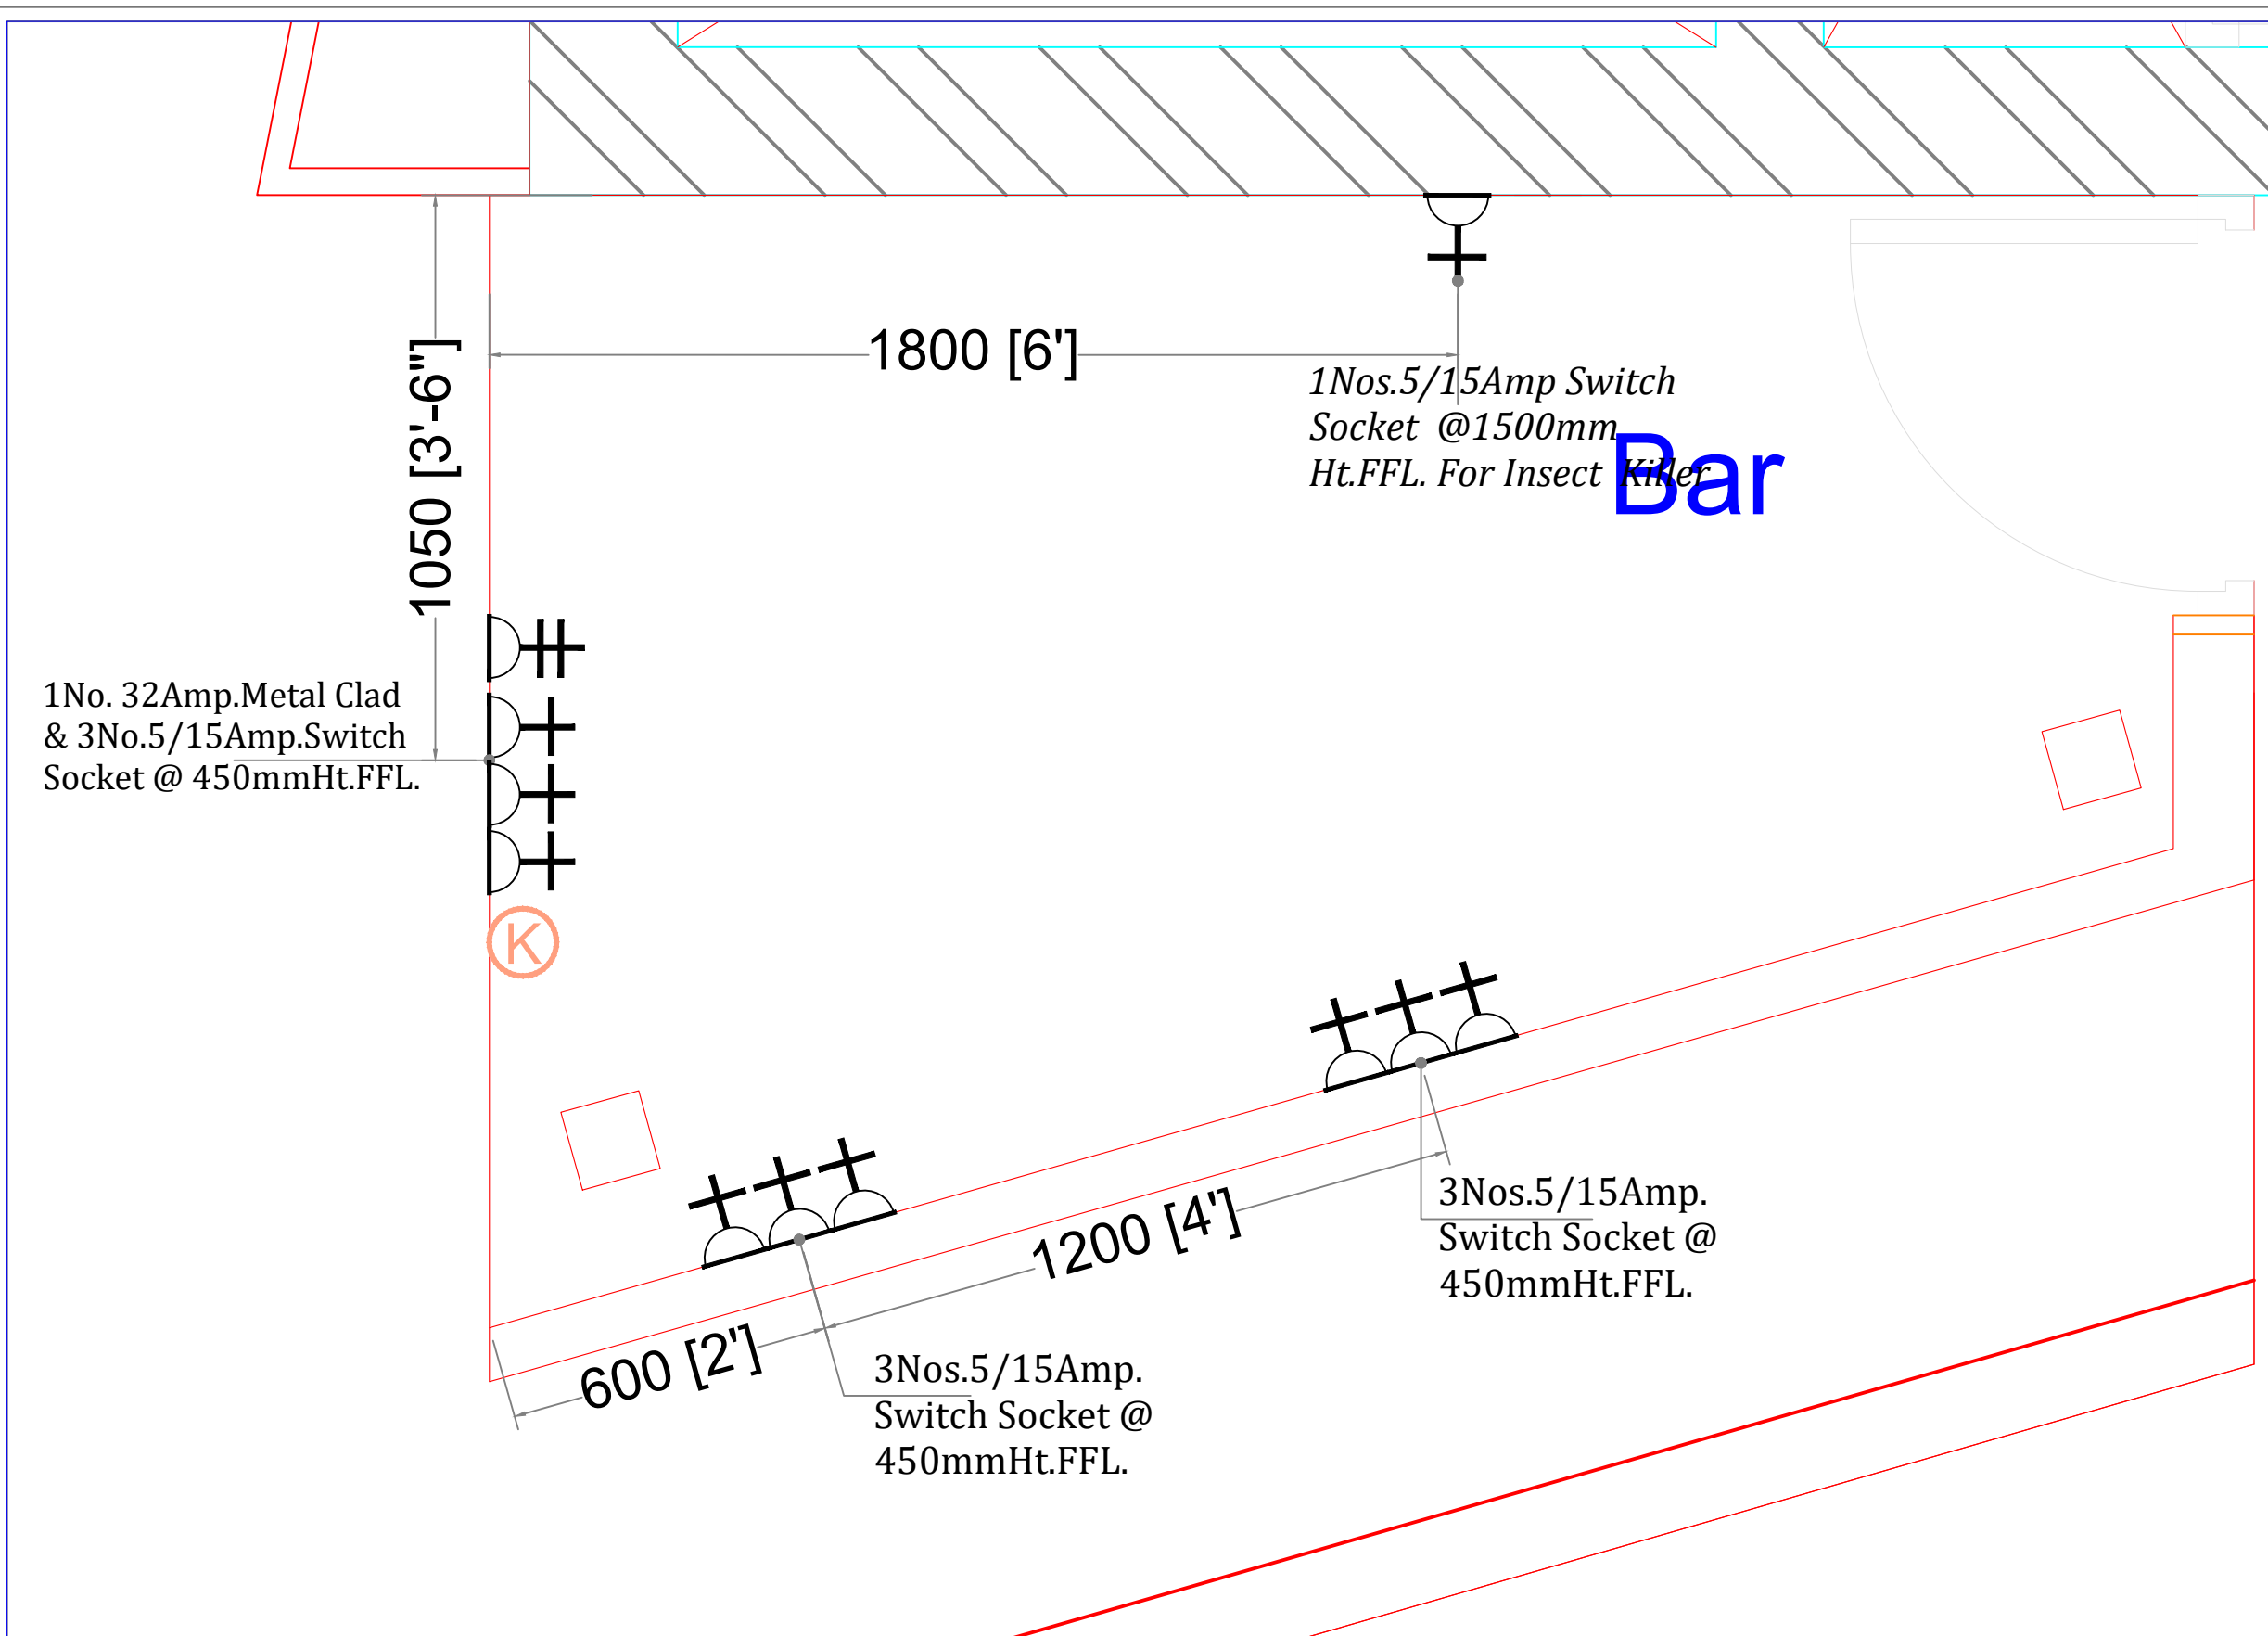 1800 [6']
1050 [3'-6"]
1Nos.5/15Amp Switch
Socket @1500mm
Ht.FFL. For Insect Killer
Bar
1No. 32Amp.Metal Clad
& 3No.5/15Amp.Switch
Socket @ 450mmHt.FFL.
K
1200 [4']
3Nos.5/15Amp.
Switch Socket @
450mmHt.FFL.
600 [2']
3Nos.5/15Amp.
Switch Socket @
450mmHt.FFL.